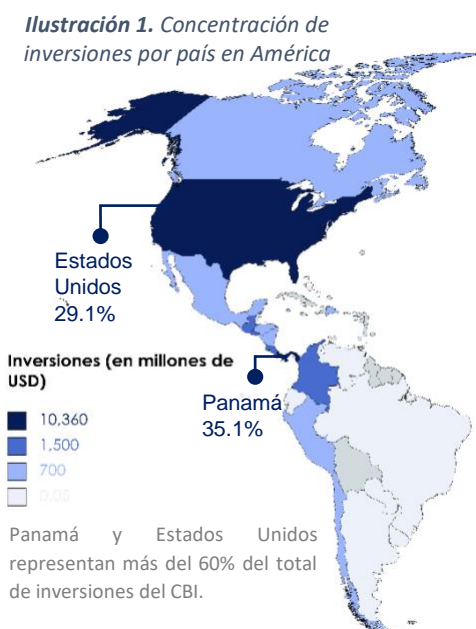 Ilustración 1. Concentración de
inversiones por país en América
Estados
Unidos
29.1%
Inversiones (en millones de
USD)
10,360
1,500
700
0.05
Panamá
35.1%
Panamá y Estados Unidos
representan más del 60% del total
de inversiones del CBI.